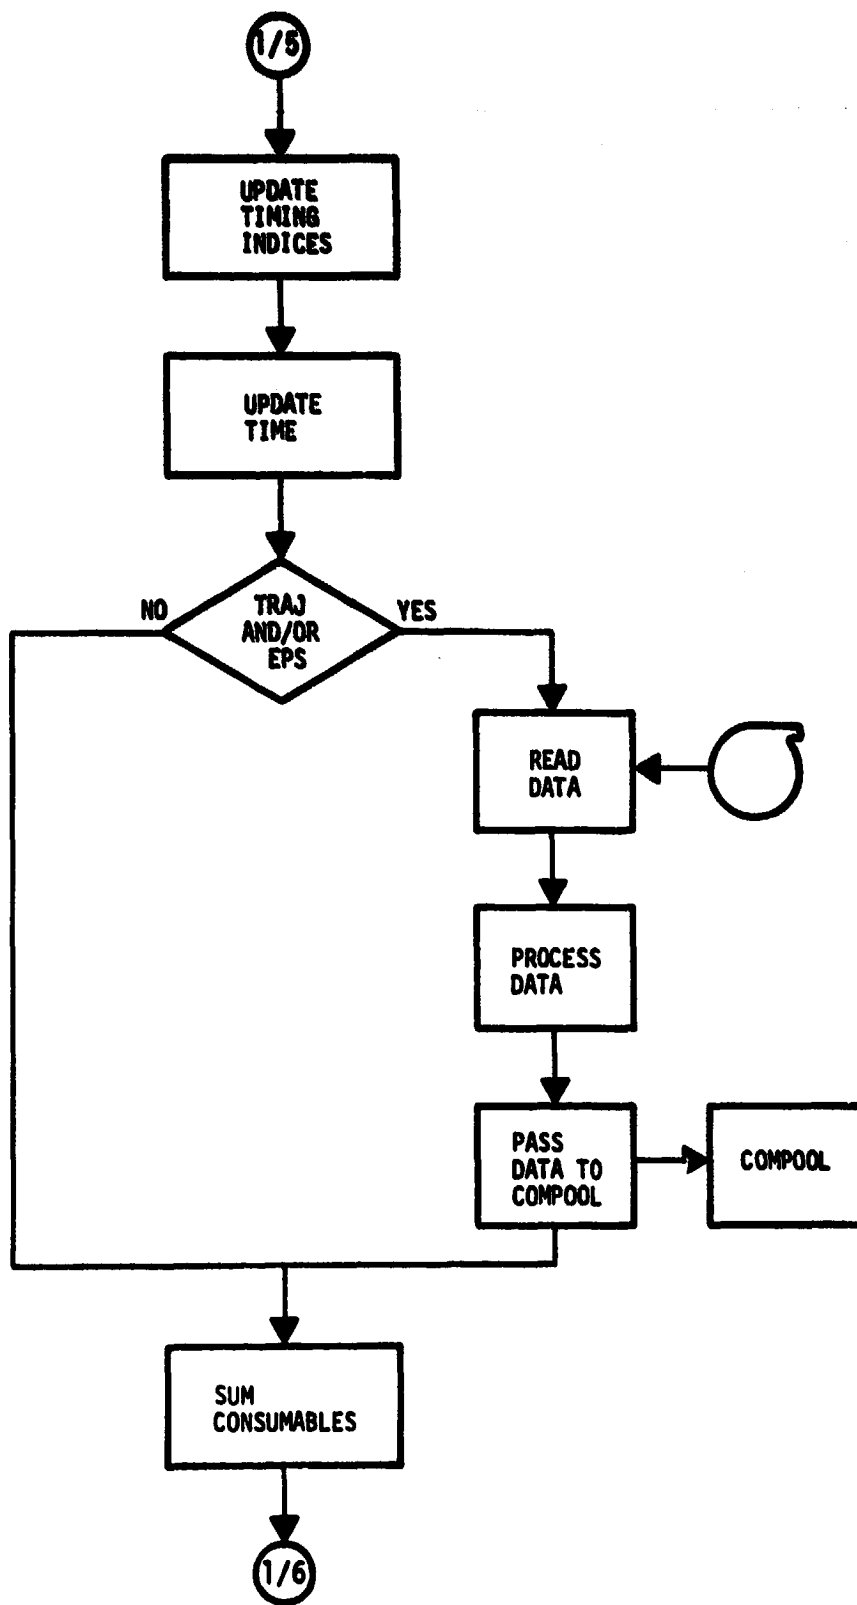 1/5
UPDATE
TIMING
INDICES
UPDATE
TIME
NO
TRAJ
AND/OR
EPS
YES
READ
DATA
PROCESS
DATA
PASS
DATA TO
COMPOOL
COMPOOL
SUM
CONSUMABLES
1/6